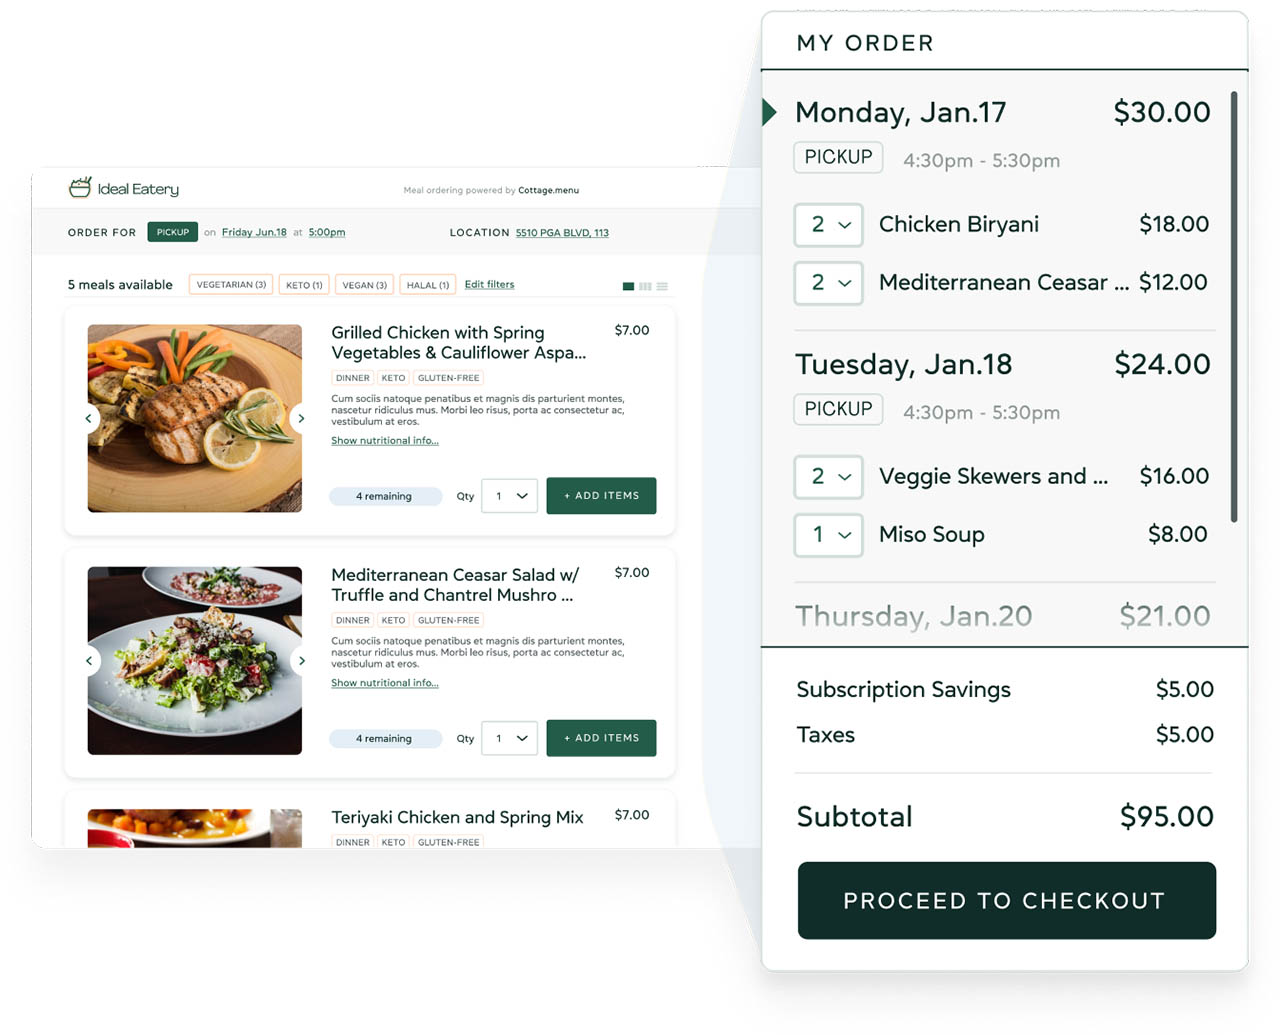 Ideal Eatery
Meal ordering powered by Cottage.menu
ORDER FOR PICKUP on Friday Jun.18 at 5:00pm LOCATION 5510 PGA BLVD, 113
5 meals available VEGETARIAN (3) KETO (1) VEGAN (3) HALAL (1) Edit filters
Grilled Chicken with Spring $7.00
Vegetables & Cauliflower Aspa...
DINNER KETO GLUTEN-FREE
Cum sociis natoque penatibus et magnis dis parturient montes,
nascetur ridiculus mus. Morbi leo risus, porta ac consectetur ac,
vestibulum at eros.
Show nutritional info...
4 remaining Qty 1 + ADD ITEMS
Mediterranean Ceasar Salad w/ $7.00
Truffle and Chantrel Mushro ...
DINNER KETO GLUTEN-FREE
Cum sociis natoque penatibus et magnis dis parturient montes,
nascetur ridiculus mus. Morbi leo risus, porta ac consectetur ac,
vestibulum at eros.
Show nutritional info...
4 remaining Qty 1 + ADD ITEMS
Teriyaki Chicken and Spring Mix $7.00
DINNER KETO GLUTEN-FREE
MY ORDER
Monday, Jan.17 $30.00
PICKUP 4:30pm - 5:30pm
2 Chicken Biryani $18.00
2 Mediterranean Ceasar ... $12.00
Tuesday, Jan.18 $24.00
PICKUP 4:30pm - 5:30pm
2 Veggie Skewers and ... $16.00
1 Miso Soup $8.00
Thursday, Jan.20 $21.00
Subscription Savings $5.00
Taxes $5.00
Subtotal $95.00
PROCEED TO CHECKOUT